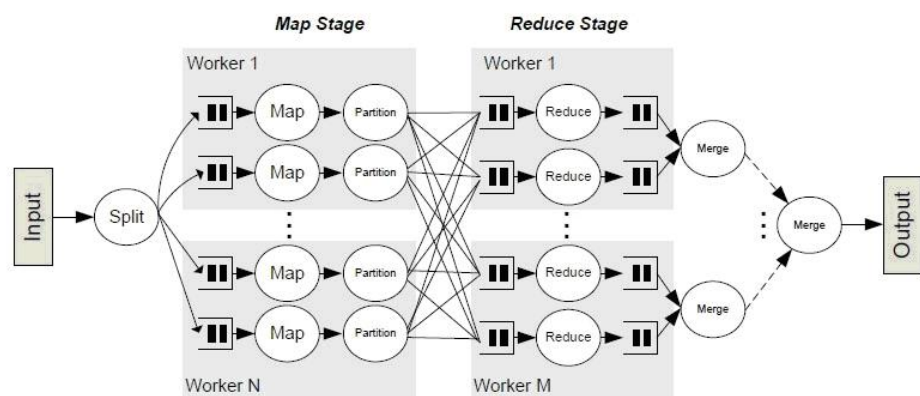 Map Stage
Reduce Stage
Worker 1
Worker 1
Map
Partition
Reduce
Map
Partition
Reduce
Merge
Input
Split
Merge
Output
Map
Partition
Reduce
Map
Partition
Reduce
Merge
Worker N
Worker M